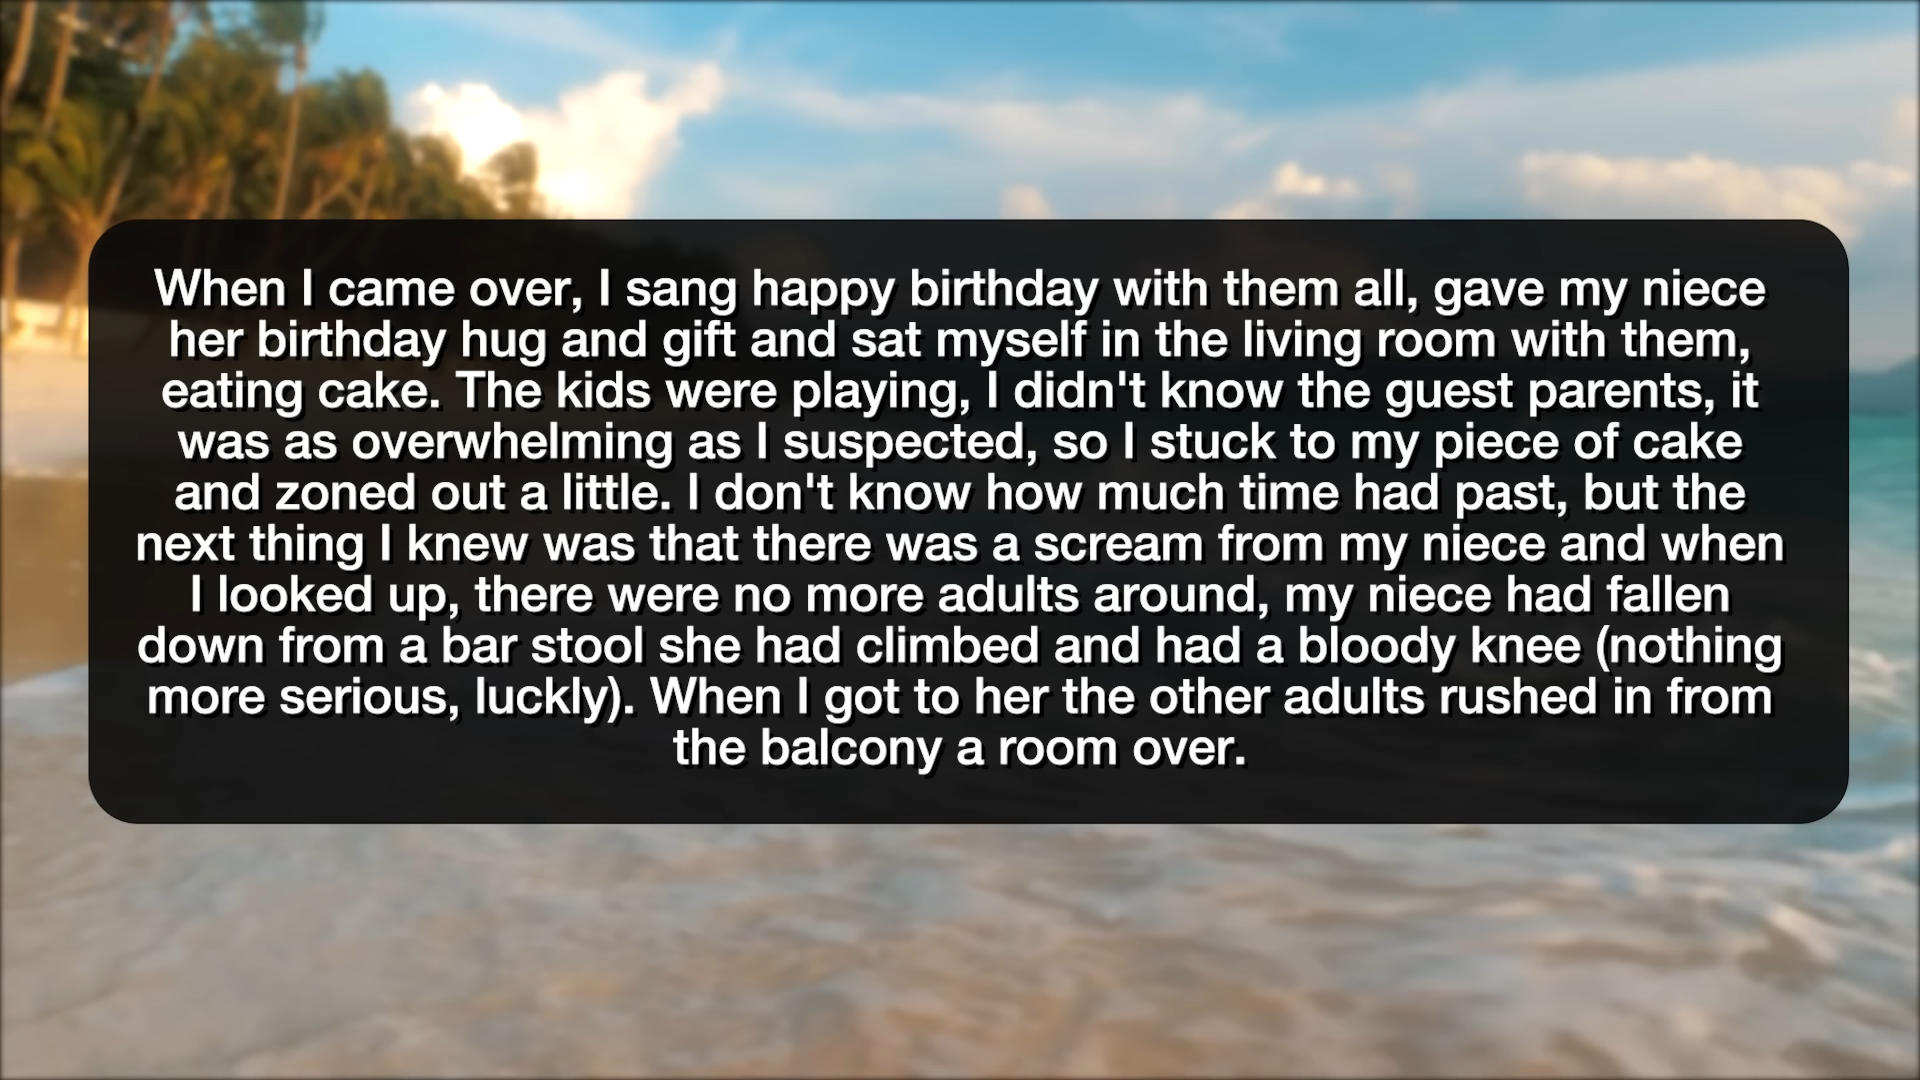 When I came over, I sang happy birthday with them all, gave my niece
her birthday hug and gift and sat myself in the living room with them,
eating cake. The kids were playing, I didn't know the guest parents, it
was as overwhelming as I suspected, so I stuck to my piece of cake
and zoned out a little. I don't know how much time had past, but the
next thing I knew was that there was a scream from my niece and when
I looked up, there were no more adults around, my niece had fallen
down from a bar stool she had climbed and had a bloody knee (nothing
more serious, luckly). When I got to her the other adults rushed in from
the balcony a room over.